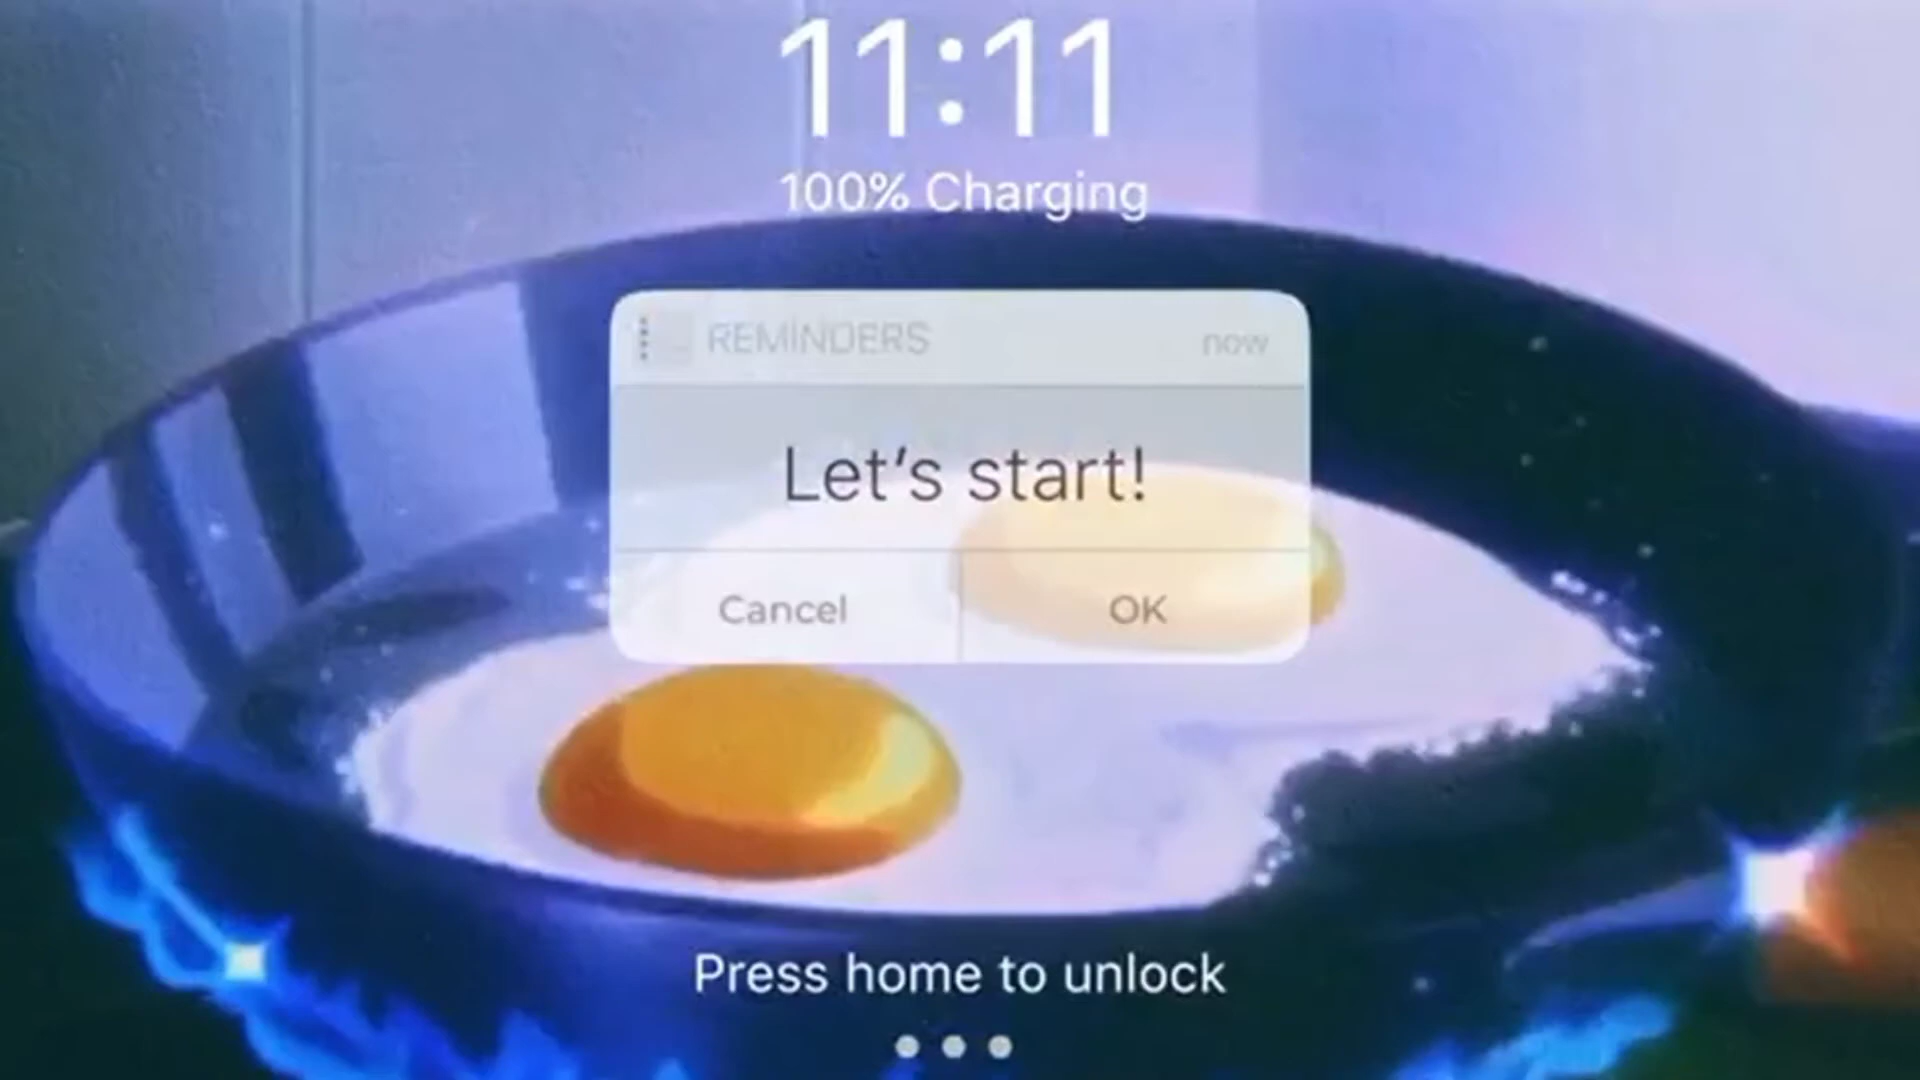 11:11
100% Charging
REMINDERS now
Let's start!
Cancel OK
Press home to unlock